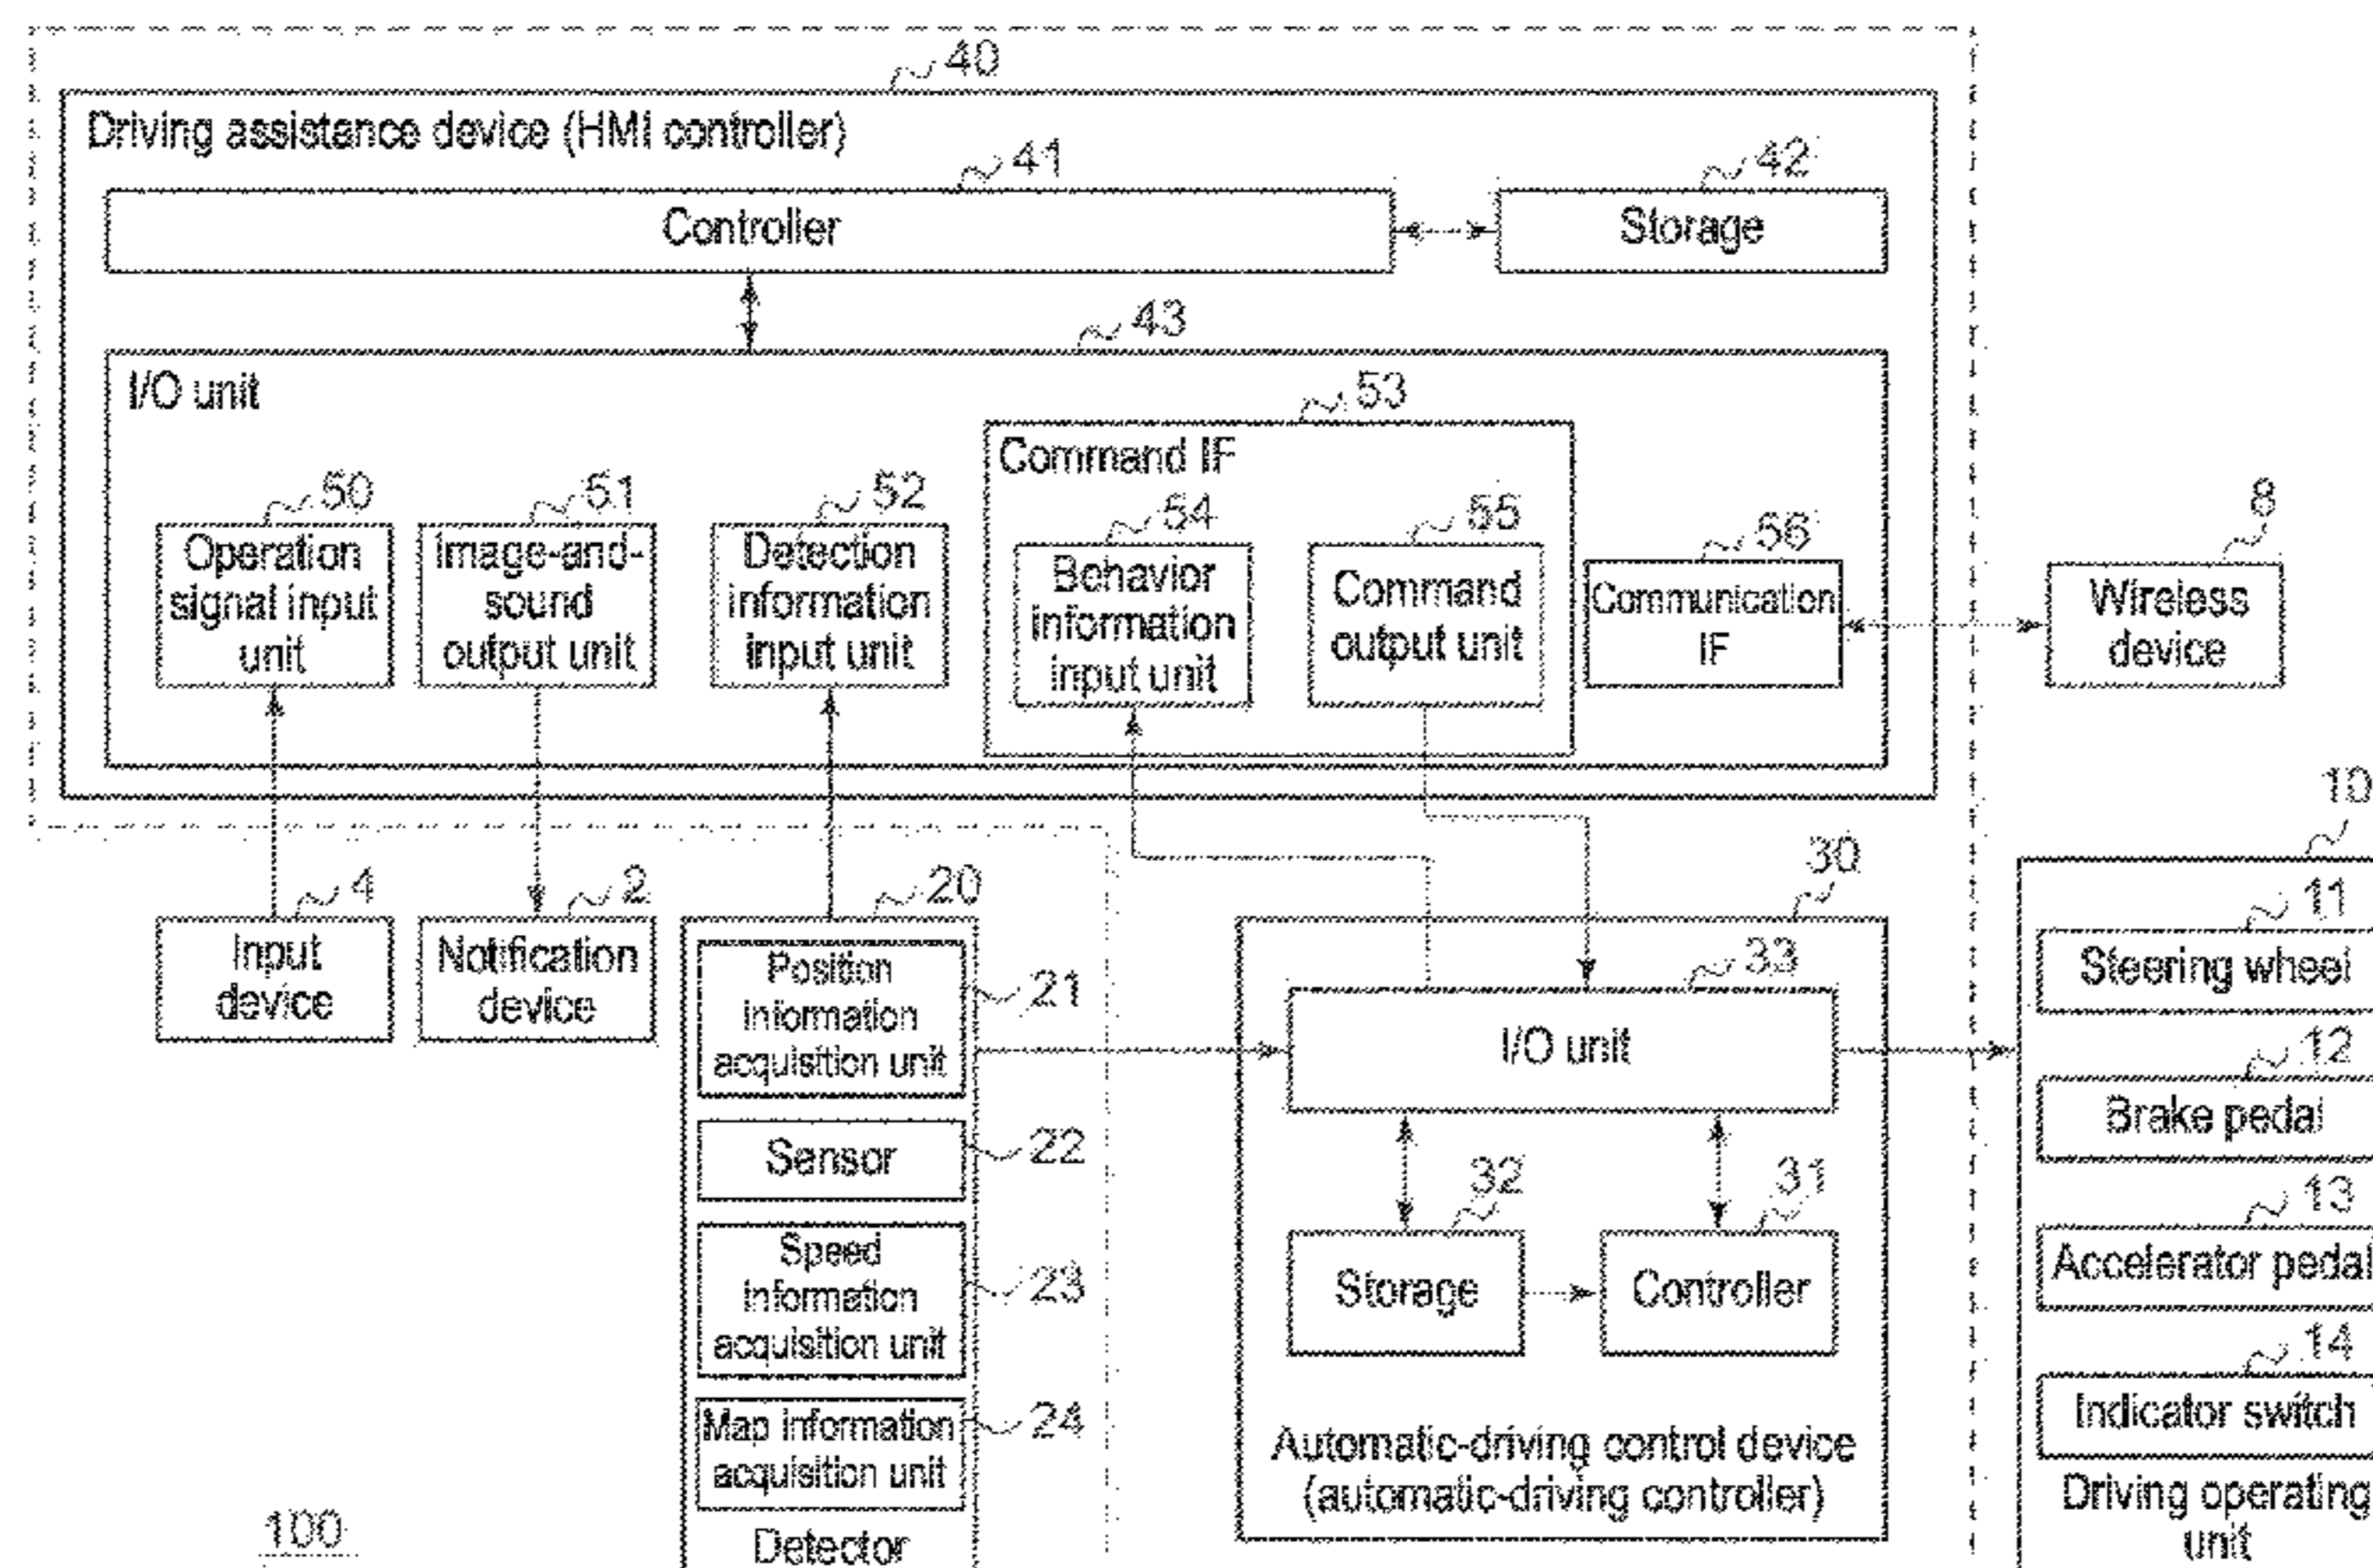 40
Driving assistance device (HMI controller)
41
42
Controller
Storage
43
I/O unit
53
Command IF
50
51
52
54
55
56
8
Operation
signal input
unit
Image-and-
sound
output unit
Detection
information
input unit
Behavior
information
input unit
Command
output unit
Communication
IF
Wireless
device
10
4
2
20
30
Input
device
Notification
device
Position
information
acquisition unit
21
33
I/O unit
11
Steering wheel
12
Brake pedal
Sensor
22
32
31
13
Accelerator pedal
Speed
information
acquisition unit
23
Storage
Controller
14
Indicator switch
Map information
acquisition unit
24
Automatic-driving control device
(automatic-driving controller)
Driving operating
unit
100
Detector